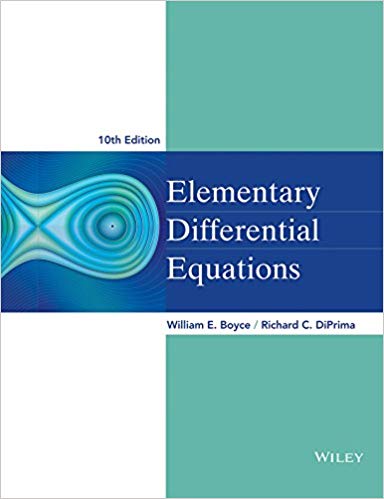 10th Edition
Elementary
Differential
Equations
William E. Boyce / Richard C. DiPrima
WILEY